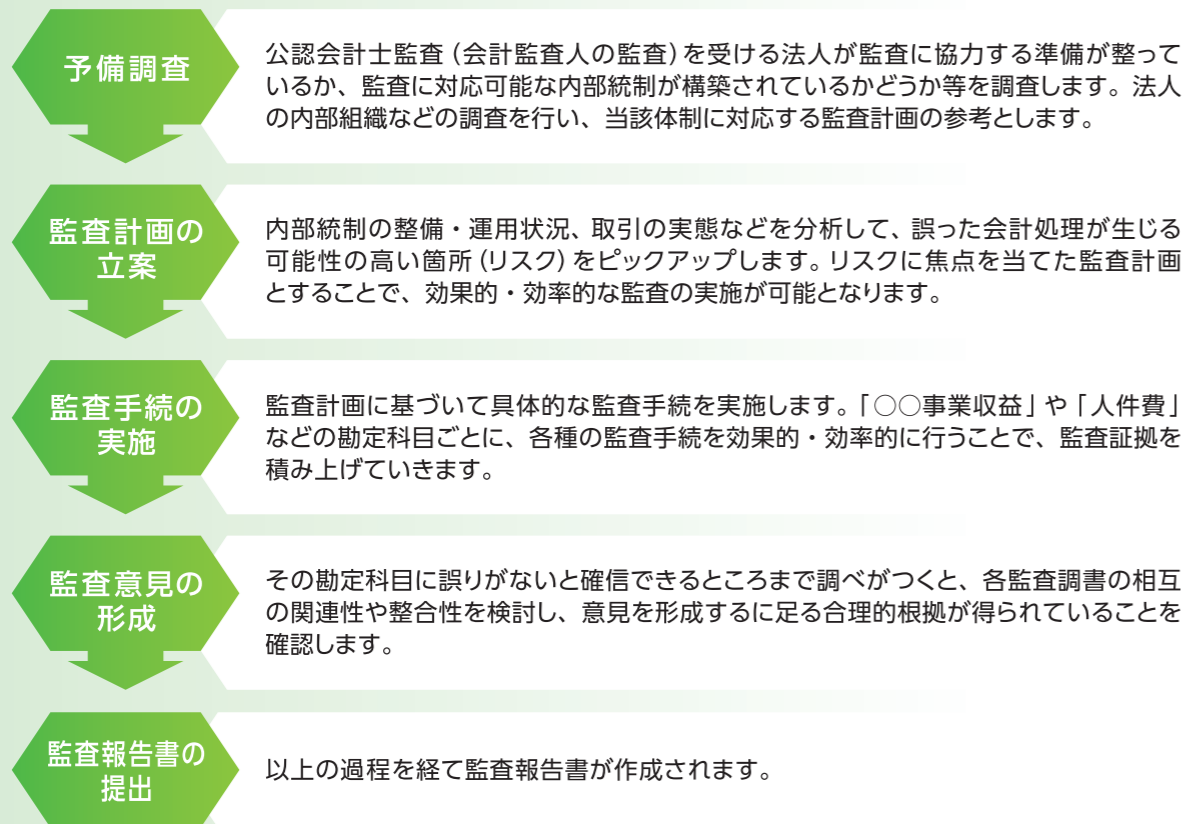 予備調査
公認会計士監査（会計監査人の監査）を受ける法人が監査に協力する準備が整って
いるか、監査に対応可能な内部統制が構築されているかどうか等を調査します。法人
の内部組織などの調査を行い、当該体制に対応する監査計画の参考とします。
監査計画の
立案
内部統制の整備・運用状況、取引の実態などを分析して、誤った会計処理が生じる
可能性の高い箇所（リスク）をピックアップします。リスクに焦点を当てた監査計画
とすることで、効果的・効率的な監査の実施が可能となります。
監査手続の
実施
監査計画に基づいて具体的な監査手続を実施します。「○○事業収益」や「人件費」
などの勘定科目ごとに、各種の監査手続を効果的・効率的に行うことで、監査証拠を
積み上げていきます。
監査意見の
形成
その勘定科目に誤りがないと確信できるところまで調べがつくと、各監査調書の相互
の関連性や整合性を検討し、意見を形成するに足る合理的根拠が得られていることを
確認します。
監査報告書の
提出
以上の過程を経て監査報告書が作成されます。